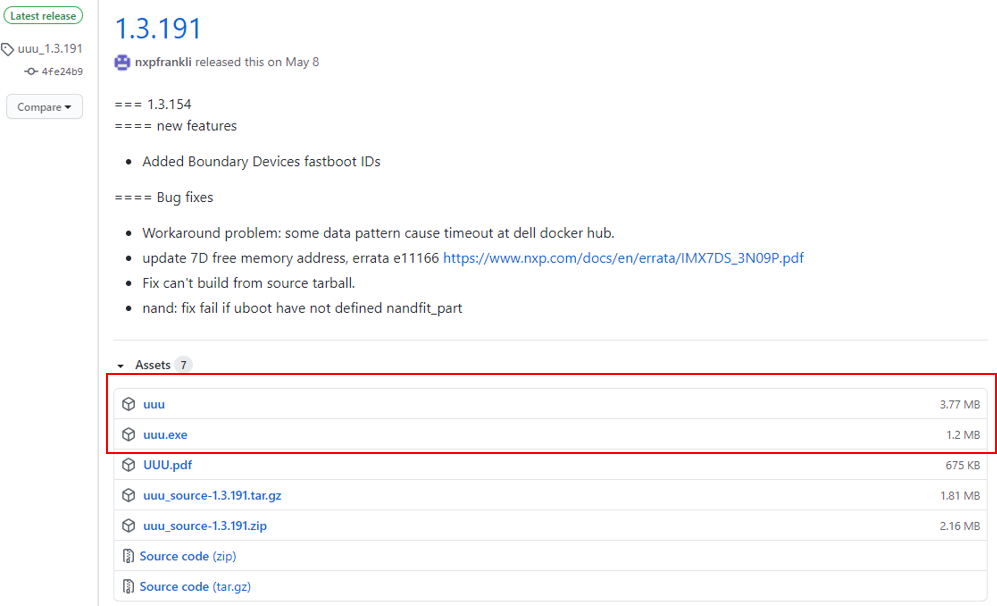 Latest release
uuu_1.3.191
4fe24b9
Compare
1.3.191
nxpfrankli released this on May 8
=== 1.3.154
==== new features
• Added Boundary Devices fastboot IDs
==== Bug fixes
• Workaround problem: some data pattern cause timeout at dell docker hub.
• update 7D free memory address, errata e11166 https://www.nxp.com/docs/en/errata/IMX7DS_3N09P.pdf
• Fix can't build from source tarball.
• nand: fix fail if uboot have not defined nandfit_part
Assets 7
uuu 3.77 MB
uuu.exe 1.2 MB
UUU.pdf 675 KB
uuu_source-1.3.191.tar.gz 1.81 MB
uuu_source-1.3.191.zip 2.16 MB
Source code (zip)
Source code (tar.gz)